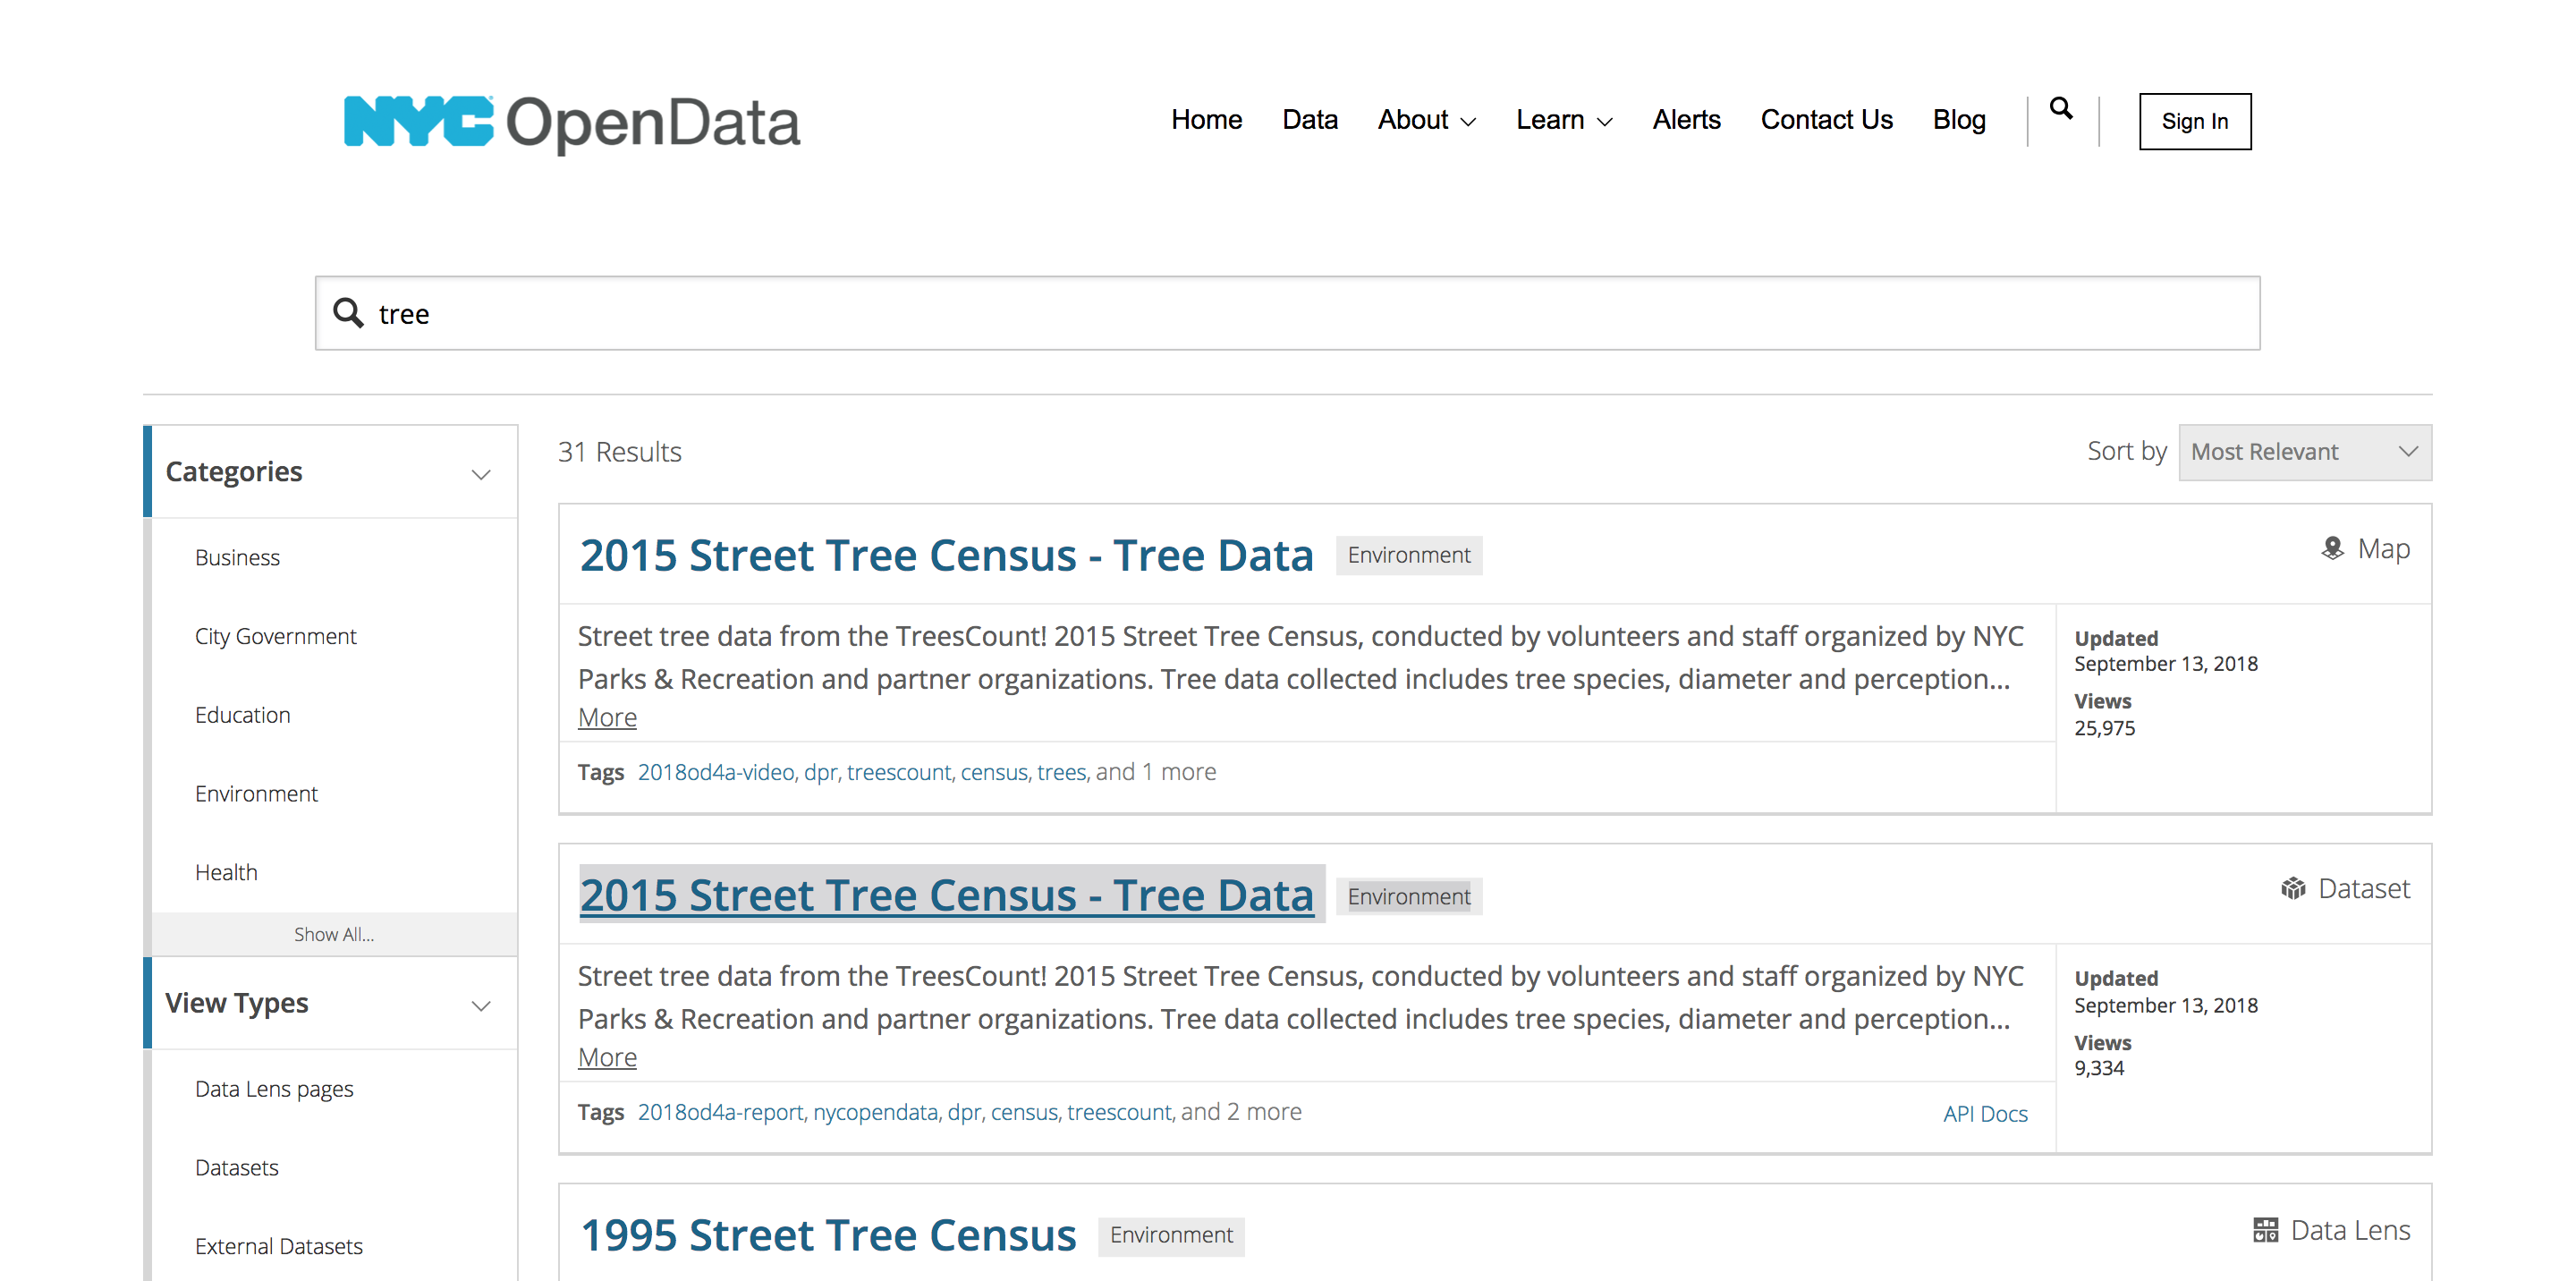 NYC OpenData
Home Data About Learn Alerts Contact Us Blog Sign In
tree
Categories
Business
City Government
Education
Environment
Health
Show All...
View Types
Data Lens pages
Datasets
External Datasets
31 Results
Sort by Most Relevant
2015 Street Tree Census - Tree Data Environment Map
Street tree data from the TreesCount! 2015 Street Tree Census, conducted by volunteers and staff organized by NYC
Parks & Recreation and partner organizations. Tree data collected includes tree species, diameter and perception...
More
Tags 2018od4a-video, dpr, treescount, census, trees, and 1 more
Updated
September 13, 2018
Views
25,975
2015 Street Tree Census - Tree Data Environment Dataset
Street tree data from the TreesCount! 2015 Street Tree Census, conducted by volunteers and staff organized by NYC
Parks & Recreation and partner organizations. Tree data collected includes tree species, diameter and perception...
More
Tags 2018od4a-report, nycopendata, dpr, census, treescount, and 2 more API Docs
Updated
September 13, 2018
Views
9,334
1995 Street Tree Census Environment Data Lens